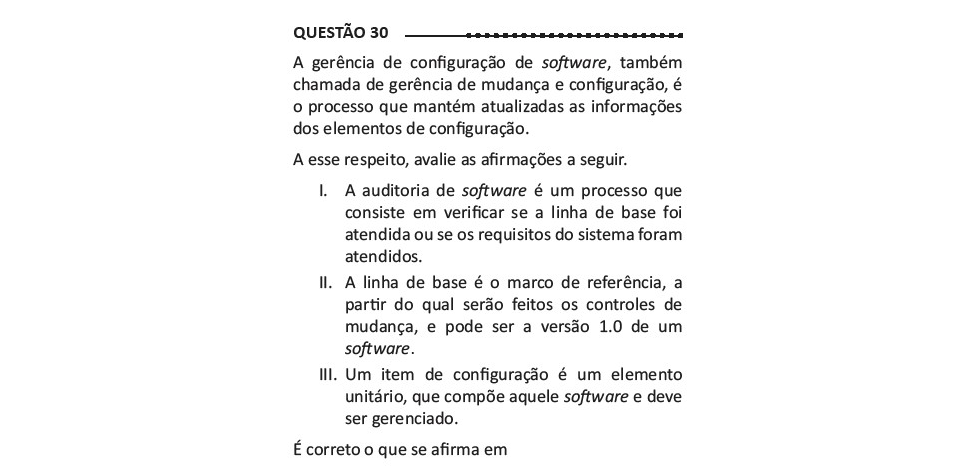 QUESTÃO 30
A gerência de configuração de software, também
chamada de gerência de mudança e configuração, é
o processo que mantém atualizadas as informações
dos elementos de configuração.
A esse respeito, avalie as afirmações a seguir.
I. A auditoria de software é um processo que
consiste em verificar se a linha de base foi
atendida ou se os requisitos do sistema foram
atendidos.
II. A linha de base é o marco de referência, a
partir do qual serão feitos os controles de
mudança, e pode ser a versão 1.0 de um
software.
III. Um item de configuração é um elemento
unitário, que compõe aquele software e deve
ser gerenciado.
É correto o que se afirma em